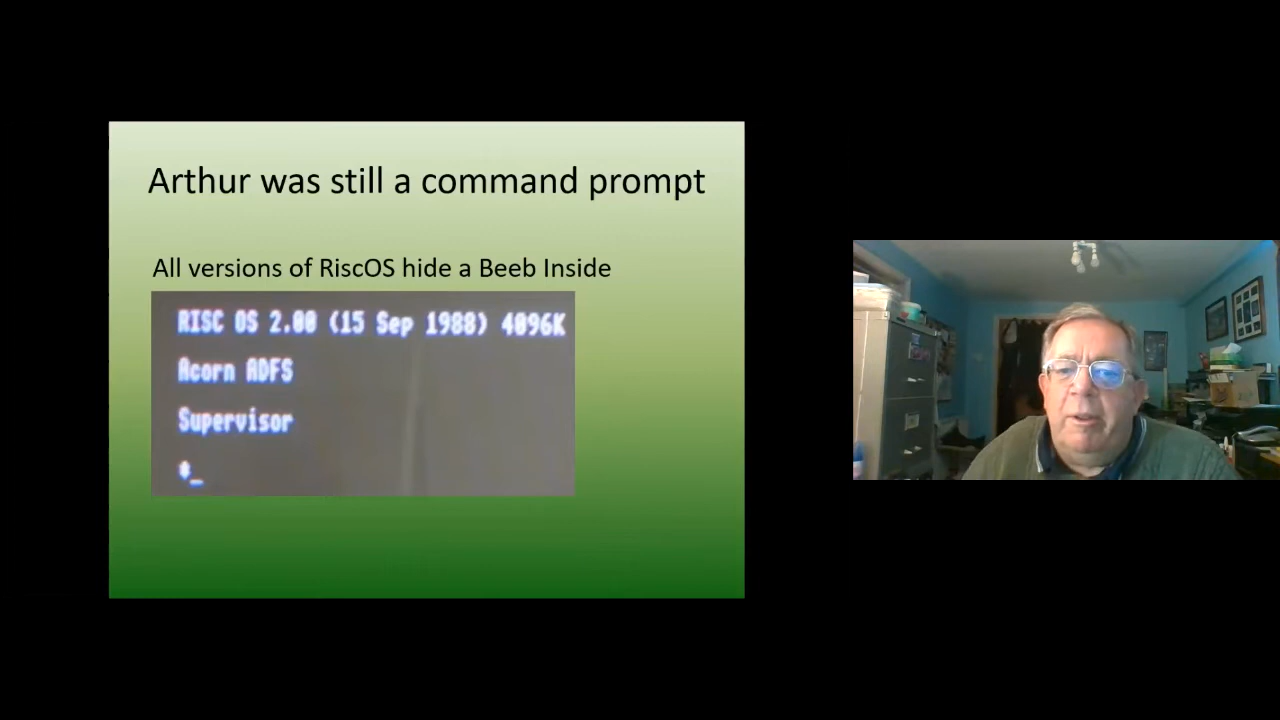 Arthur was still a command prompt
All versions of RiscOS hide a Beeb Inside
RISC OS 2.00 (15 Sep 1988) 4096K
Acorn ADFS
Supervisor
*_